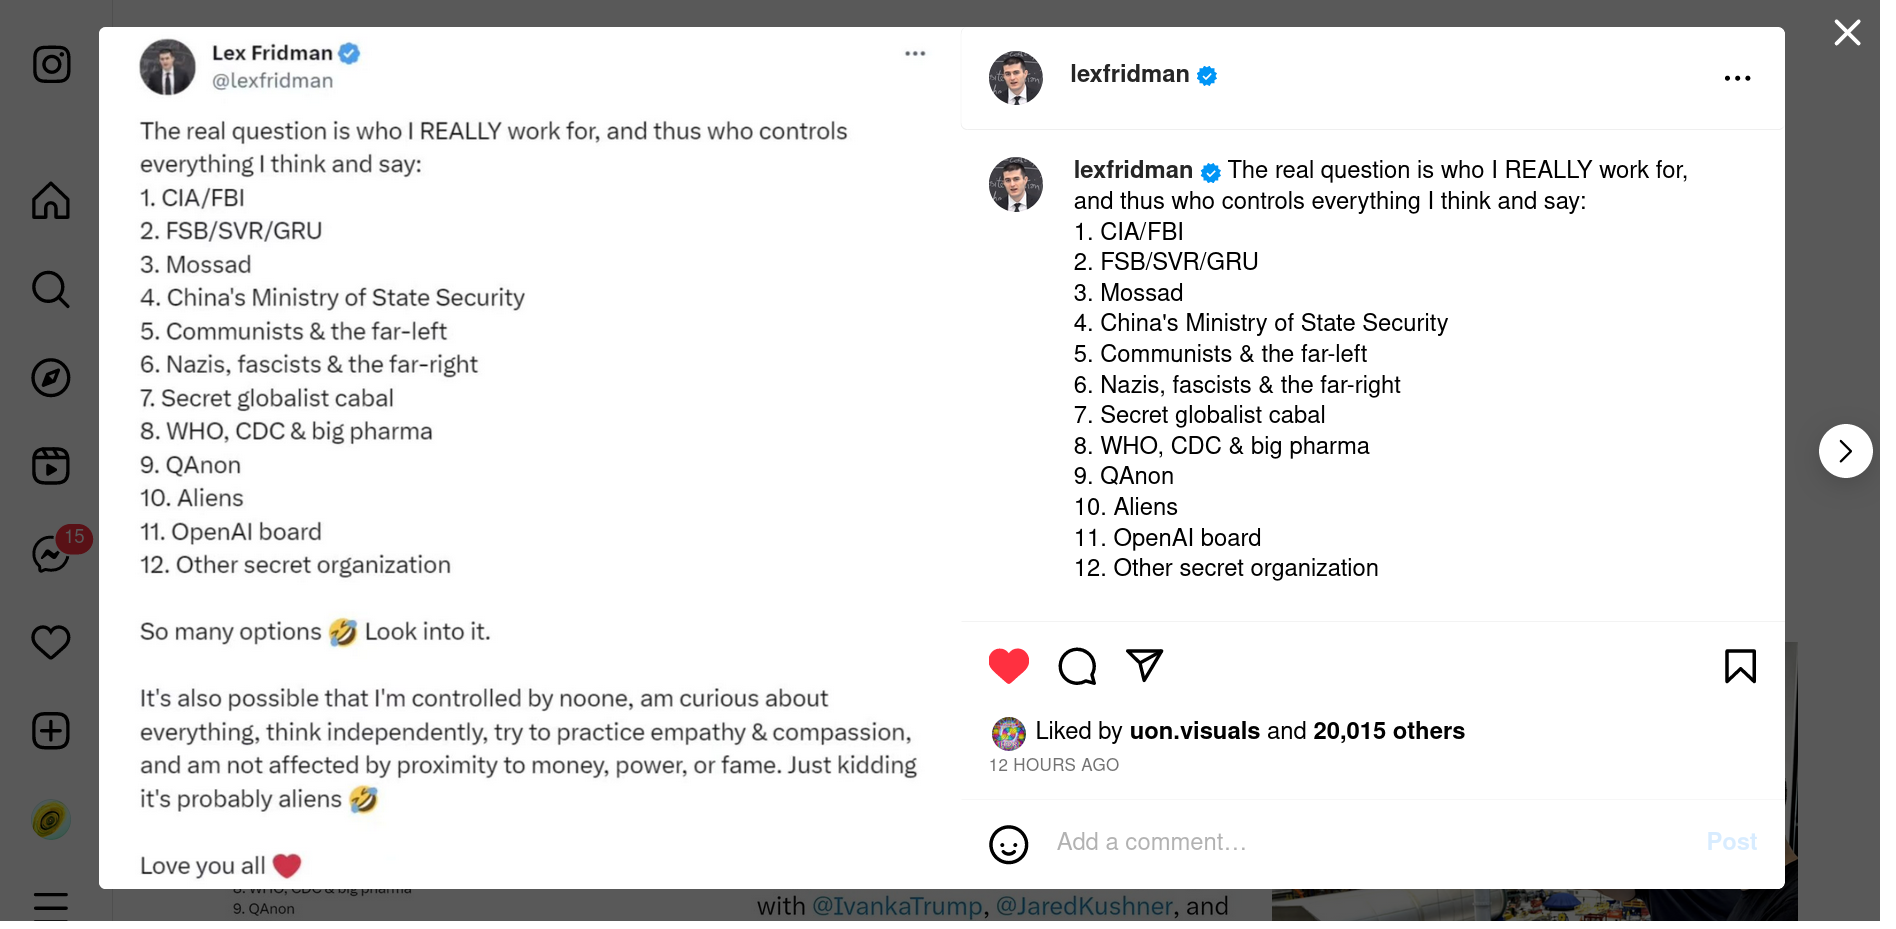 Lex Fridman
@lexfridman
The real question is who I REALLY work for, and thus who controls
everything I think and say:
1. CIA/FBI
2. FSB/SVR/GRU
3. Mossad
4. China's Ministry of State Security
5. Communists & the far-left
6. Nazis, fascists & the far-right
7. Secret globalist cabal
8. WHO, CDC & big pharma
9. QAnon
10. Aliens
11. OpenAI board
12. Other secret organization
So many options 🤣 Look into it.
It's also possible that I'm controlled by noone, am curious about
everything, think independently, try to practice empathy & compassion,
and am not affected by proximity to money, power, or fame. Just kidding
it's probably aliens 🤣
Love you all ❤️
lexfridman
lexfridman The real question is who I REALLY work for,
and thus who controls everything I think and say:
1. CIA/FBI
2. FSB/SVR/GRU
3. Mossad
4. China's Ministry of State Security
5. Communists & the far-left
6. Nazis, fascists & the far-right
7. Secret globalist cabal
8. WHO, CDC & big pharma
9. QAnon
10. Aliens
11. OpenAI board
12. Other secret organization
Liked by uon.visuals and 20,015 others
12 HOURS AGO
Add a comment…
Post
15
8. WHO, CDC & big pharma
9. QAnon
with @IvankaTrump, @JaredKushner, and